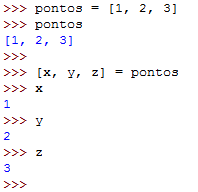 >>> pontos = [1, 2, 3]
>>> pontos
[1, 2, 3]
>>>
>>> [x, y, z] = pontos
>>> x
1
>>> y
2
>>> z
3
>>>